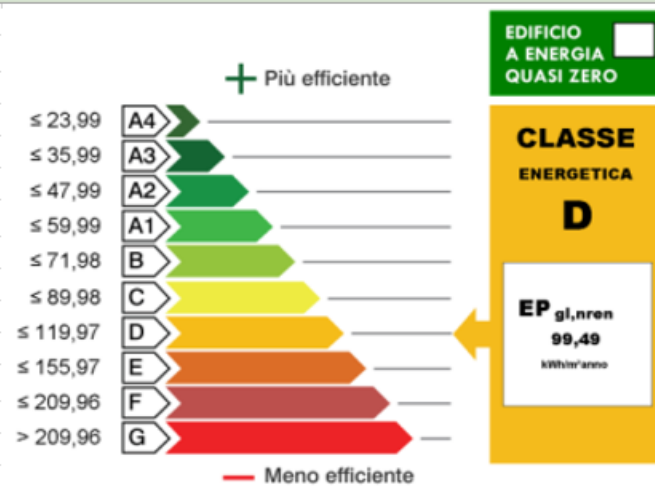 EDIFICIO
A ENERGIA
QUASI ZERO
+ Più efficiente
≤ 23,99 A4
≤ 35,99 A3
≤ 47,99 A2
≤ 59,99 A1
≤ 71,98 B
≤ 89,98 C
≤ 119,97 D
≤ 155,97 E
≤ 209,96 F
> 209,96 G
— Meno efficiente
CLASSE
ENERGETICA
D
EP gl,nren
99,49
kWh/m²anno